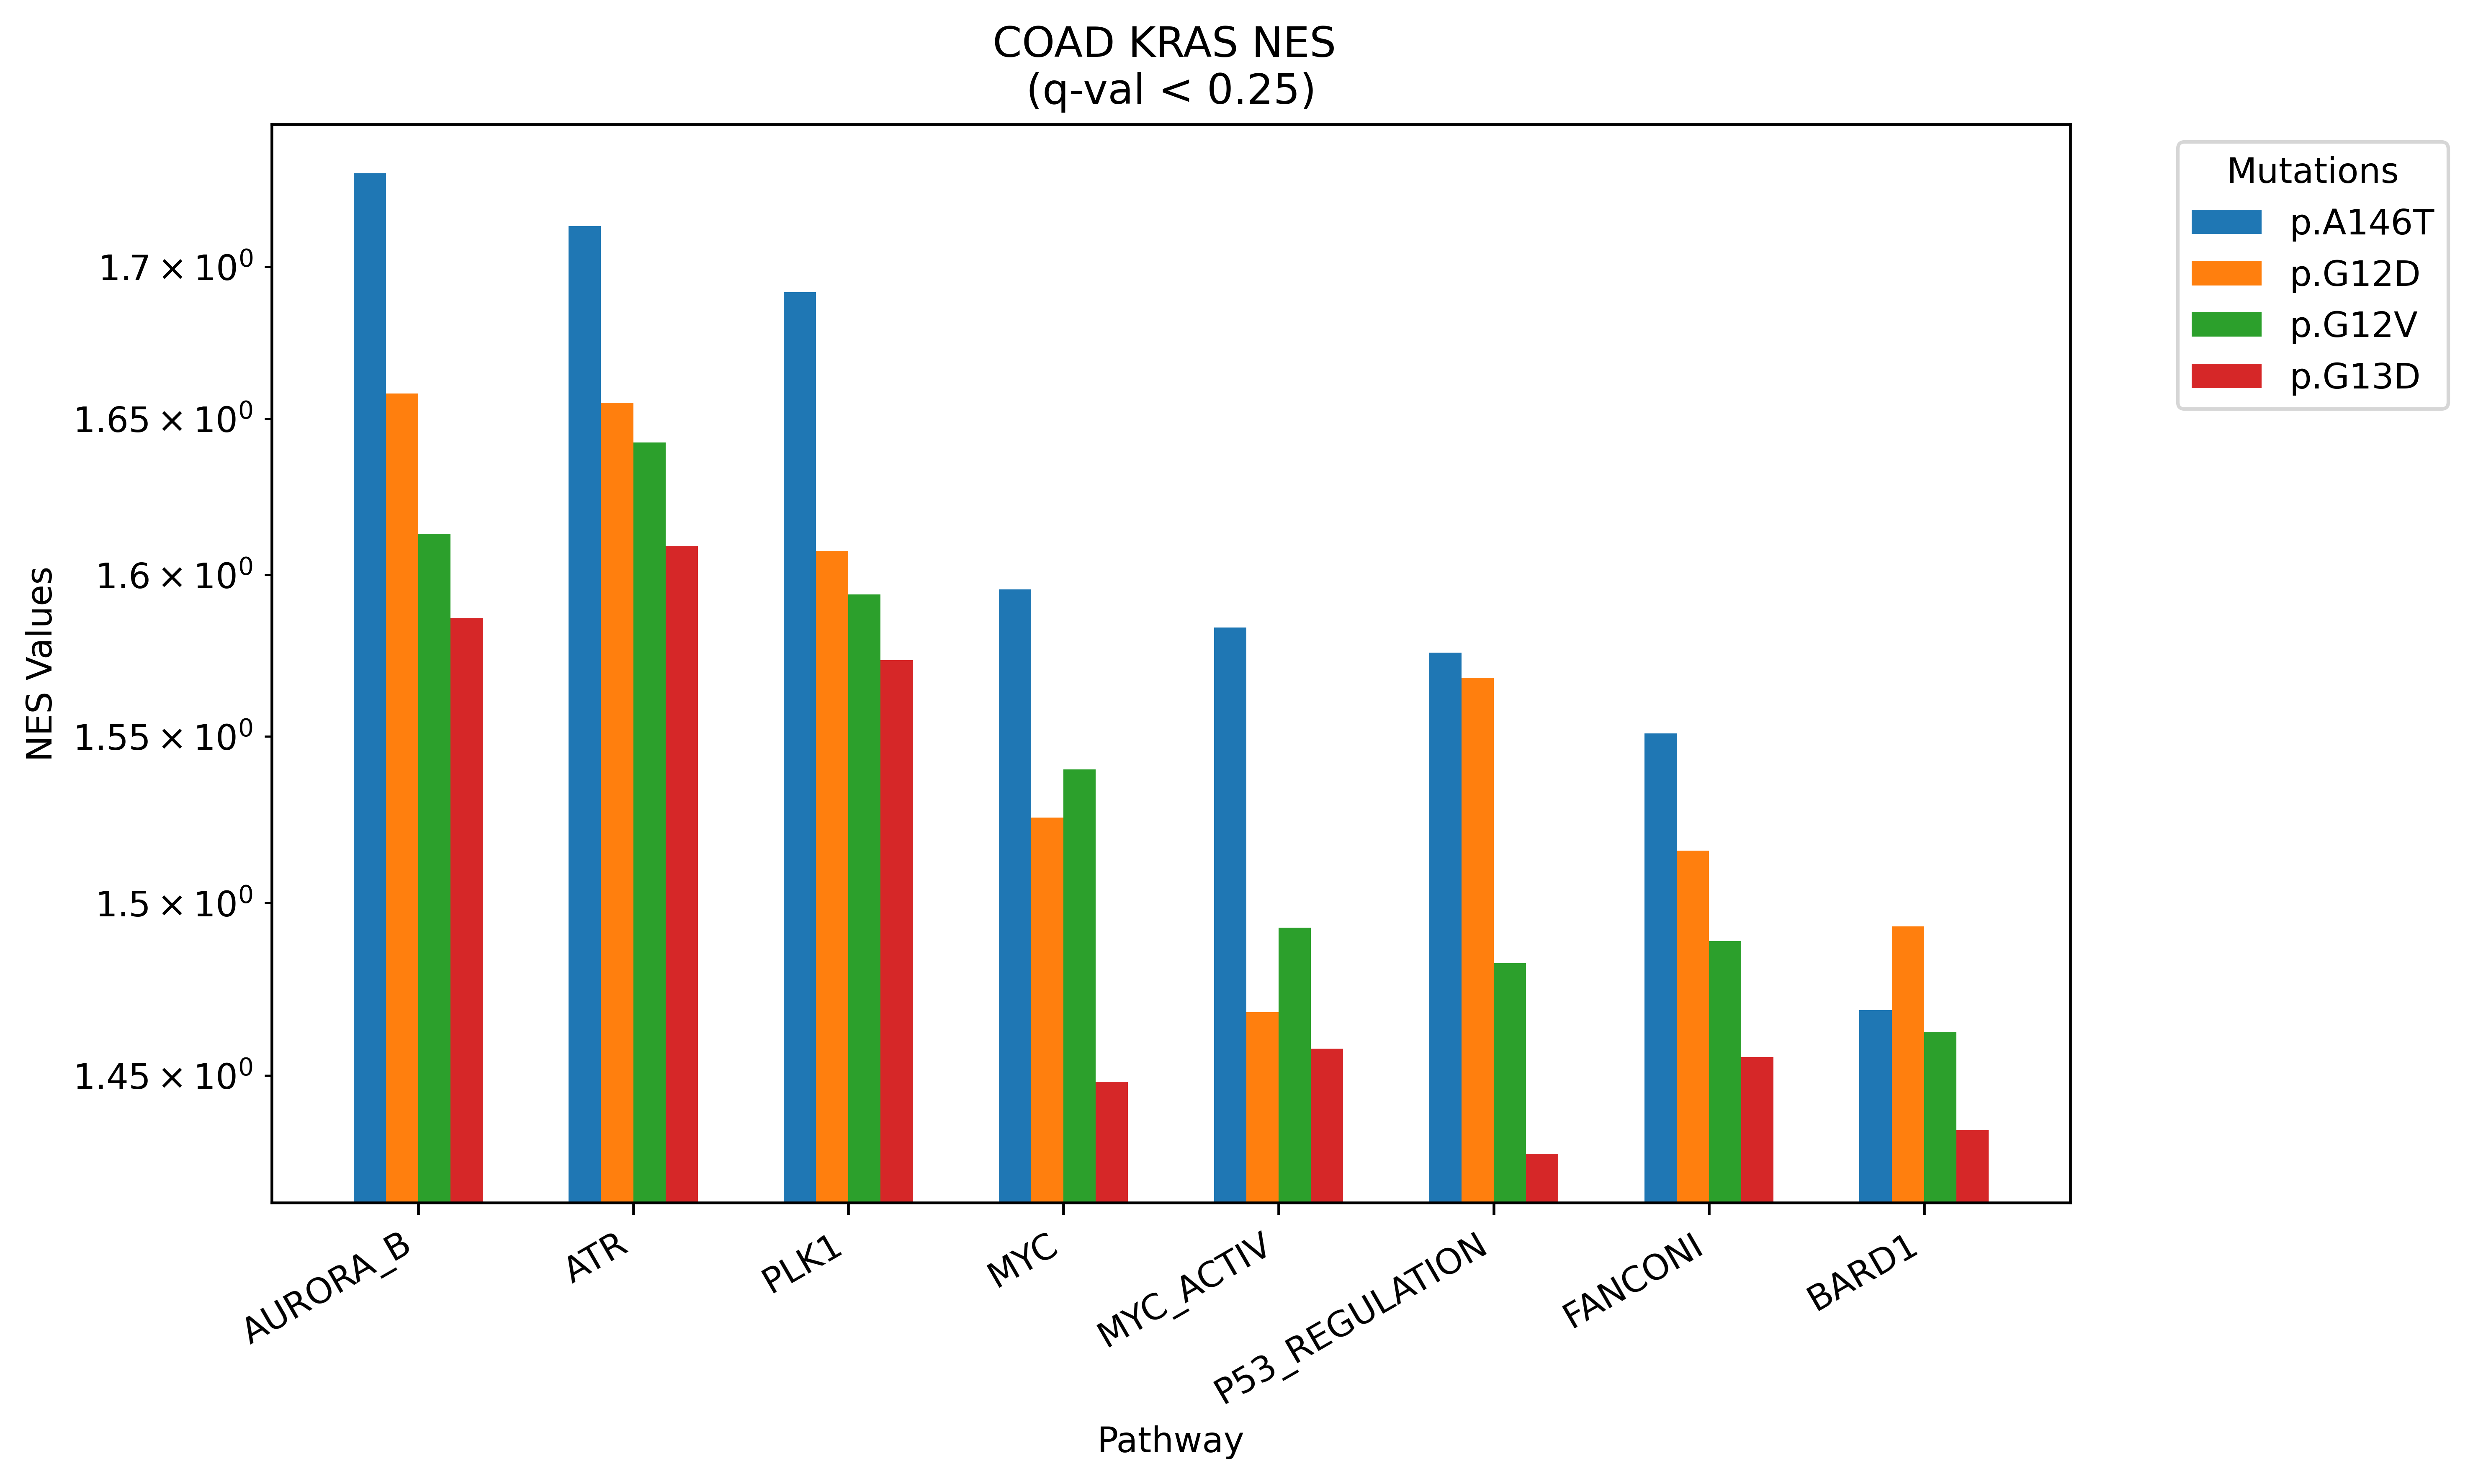 COAD KRAS NES
(q-val < 0.25)
Mutations
p.A146T
p.G12D
p.G12V
p.G13D
NES Values
1.7 × 10⁰
1.65 × 10⁰
1.6 × 10⁰
1.55 × 10⁰
1.5 × 10⁰
1.45 × 10⁰
AURORA_B
ATR
PLK1
MYC
MYC_ACTIV
P53_REGULATION
FANCONI
BARD1
Pathway